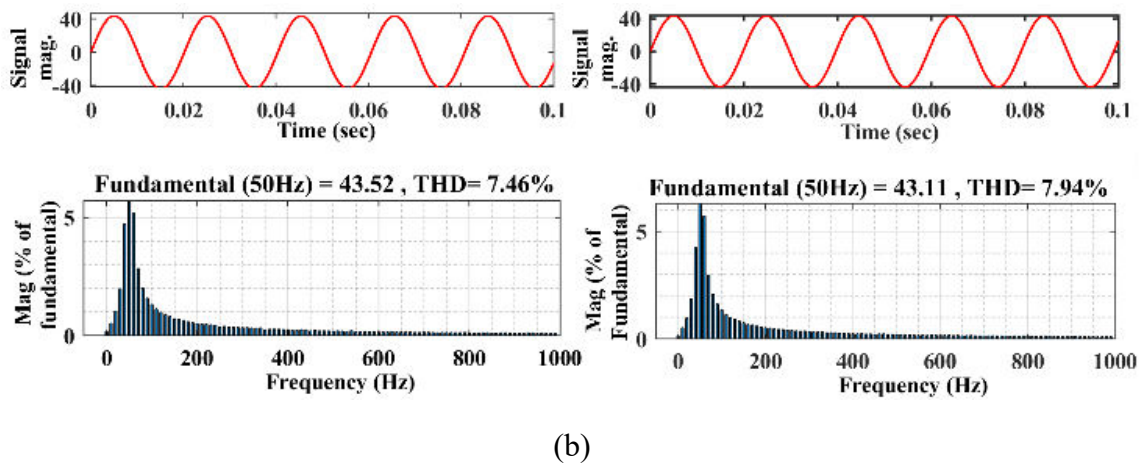 40
0
-40
Signal
mag.
0 0.02 0.04 0.06 0.08 0.1
Time (sec)
40
0
-40
Signal
mag.
0 0.02 0.04 0.06 0.08 0.1
Time (sec)
Fundamental (50Hz) = 43.52 , THD= 7.46%
5
0
Mag (% of
fundamental)
0 200 400 600 800 1000
Frequency (Hz)
Fundamental (50Hz) = 43.11 , THD= 7.94%
5
0
Mag (% of
Fundamental)
0 200 400 600 800 1000
Frequency (Hz)
(b)